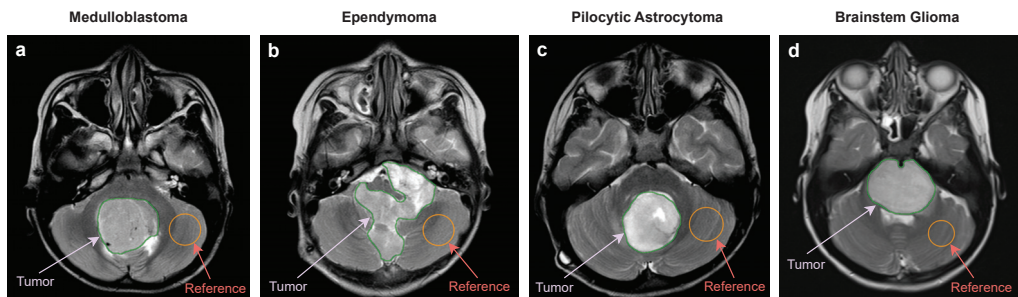 Medulloblastoma
Ependymoma
Pilocytic Astrocytoma
Brainstem Glioma
a
b
c
d
Tumor
Reference
Tumor
Reference
Tumor
Reference
Tumor
Reference